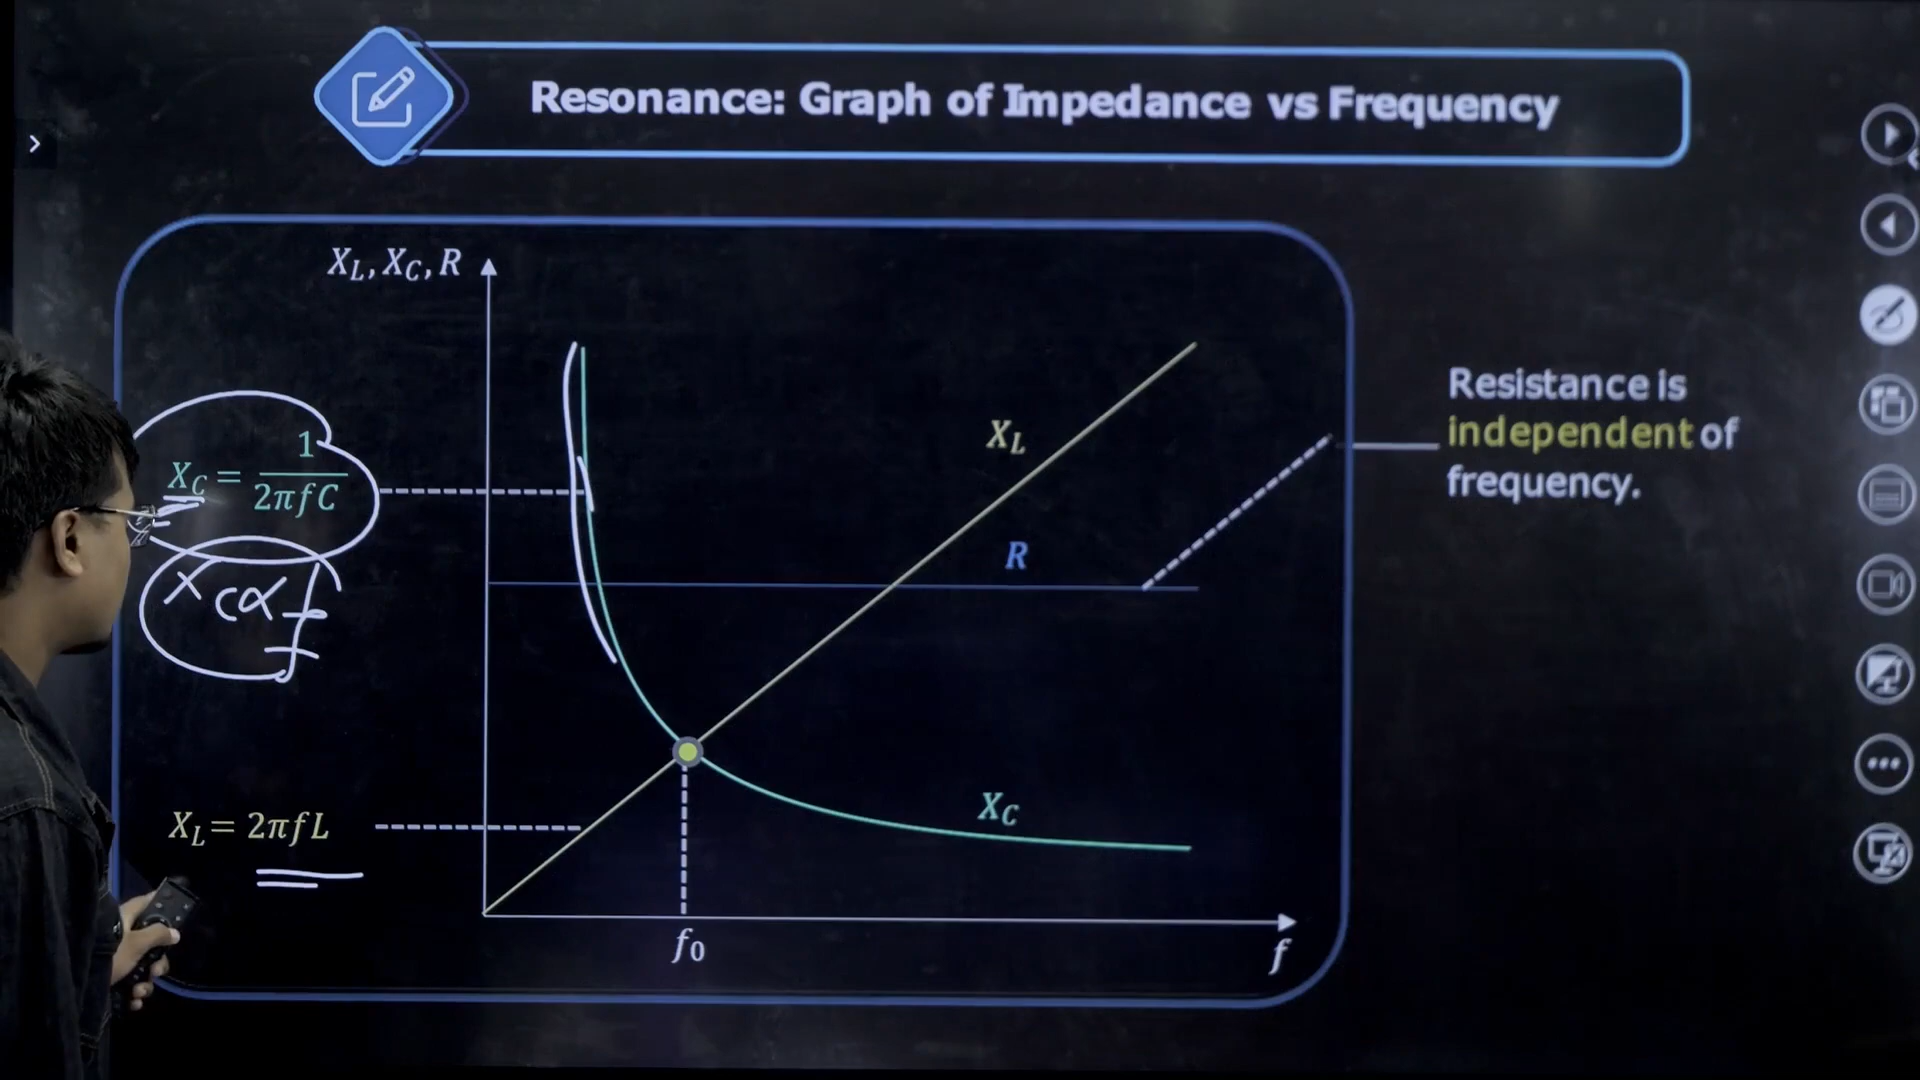 Resonance: Graph of Impedance vs Frequency
X_L, X_C, R
X_C = 1/2πfC
X_C α 1/f
X_L = 2πfL
X_L
R
X_C
f_0
f
Resistance is
independent of
frequency.